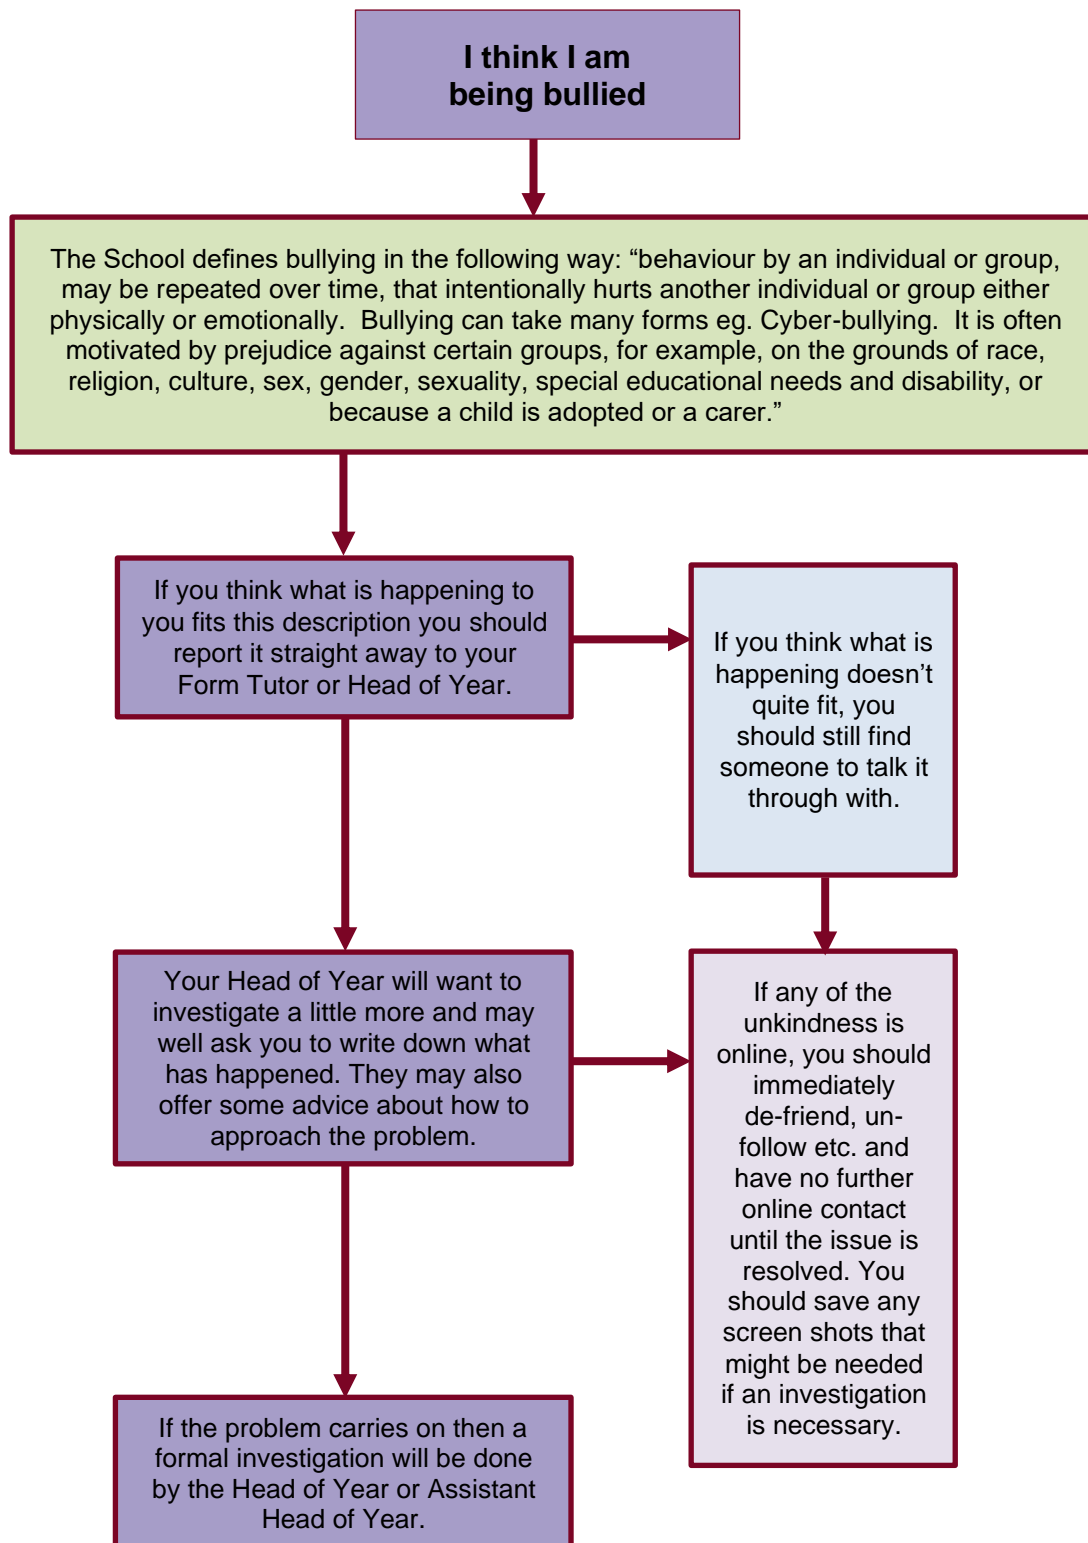 I think I am
being bullied
The School defines bullying in the following way: “behaviour by an individual or group,
may be repeated over time, that intentionally hurts another individual or group either
physically or emotionally.  Bullying can take many forms eg. Cyber-bullying.  It is often
motivated by prejudice against certain groups, for example, on the grounds of race,
religion, culture, sex, gender, sexuality, special educational needs and disability, or
because a child is adopted or a carer.”
If you think what is happening to
you fits this description you should
report it straight away to your
Form Tutor or Head of Year.
If you think what is
happening doesn’t
quite fit, you
should still find
someone to talk it
through with.
Your Head of Year will want to
investigate a little more and may
well ask you to write down what
has happened. They may also
offer some advice about how to
approach the problem.
If any of the
unkindness is
online, you should
immediately
de-friend, un-
follow etc. and
have no further
online contact
until the issue is
resolved. You
should save any
screen shots that
might be needed
if an investigation
is necessary.
If the problem carries on then a
formal investigation will be done
by the Head of Year or Assistant
Head of Year.